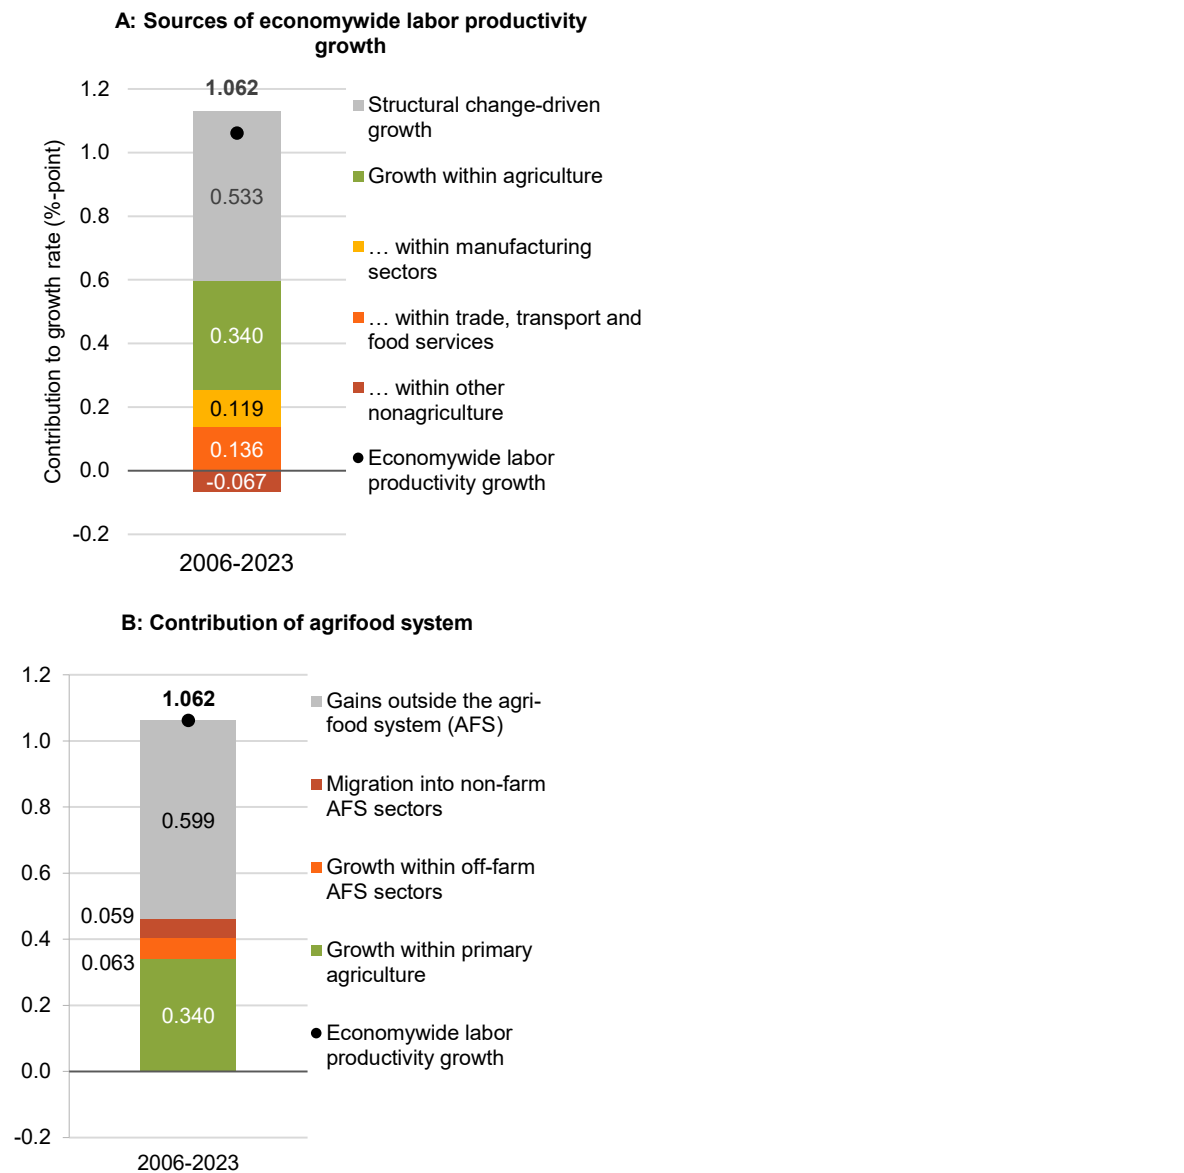 A: Sources of economywide labor productivity
growth
Contribution to growth rate (%-point)
1.2
1.0
0.8
0.6
0.4
0.2
0.0
-0.2
1.062
0.533
0.340
0.119
0.136
-0.067
2006-2023
Structural change-driven
growth
Growth within agriculture
… within manufacturing
sectors
… within trade, transport and
food services
… within other
nonagriculture
Economywide labor
productivity growth
B: Contribution of agrifood system
1.2
1.0
0.8
0.6
0.4
0.2
0.0
-0.2
1.062
0.599
0.059
0.063
0.340
2006-2023
Gains outside the agri-
food system (AFS)
Migration into non-farm
AFS sectors
Growth within off-farm
AFS sectors
Growth within primary
agriculture
Economywide labor
productivity growth